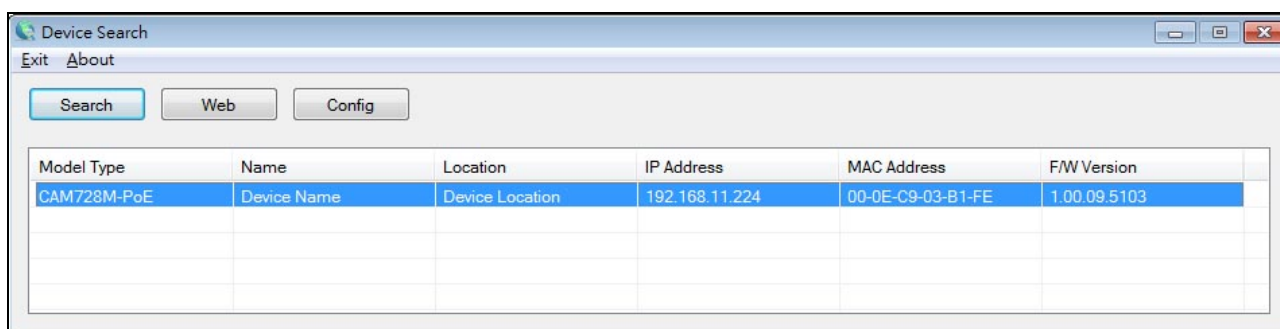 Device Search
Exit About
Search Web Config
Model Type Name Location IP Address MAC Address F/W Version
CAM728M-PoE Device Name Device Location 192.168.11.224 00-0E-C9-03-B1-FE 1.00.09.5103